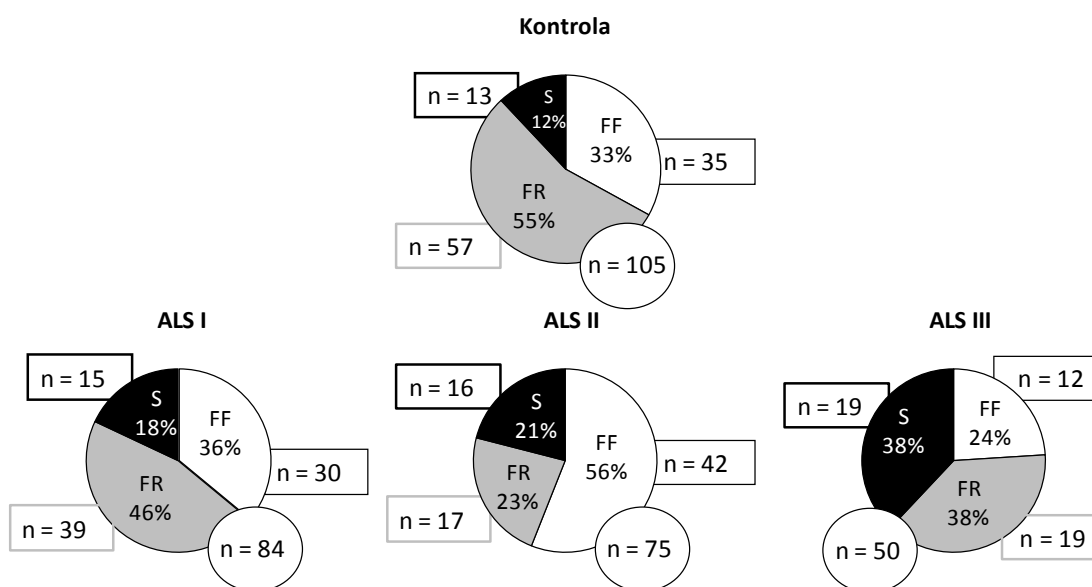 Kontrola
n = 13
S
12%
FF
33%
n = 35
FR
55%
n = 57
n = 105
ALS I
n = 15
S
18%
FF
36%
n = 30
FR
46%
n = 39
n = 84
ALS II
n = 16
S
21%
FF
56%
n = 42
FR
23%
n = 17
n = 75
ALS III
n = 12
n = 19
S
38%
FF
24%
FR
38%
n = 50
n = 19